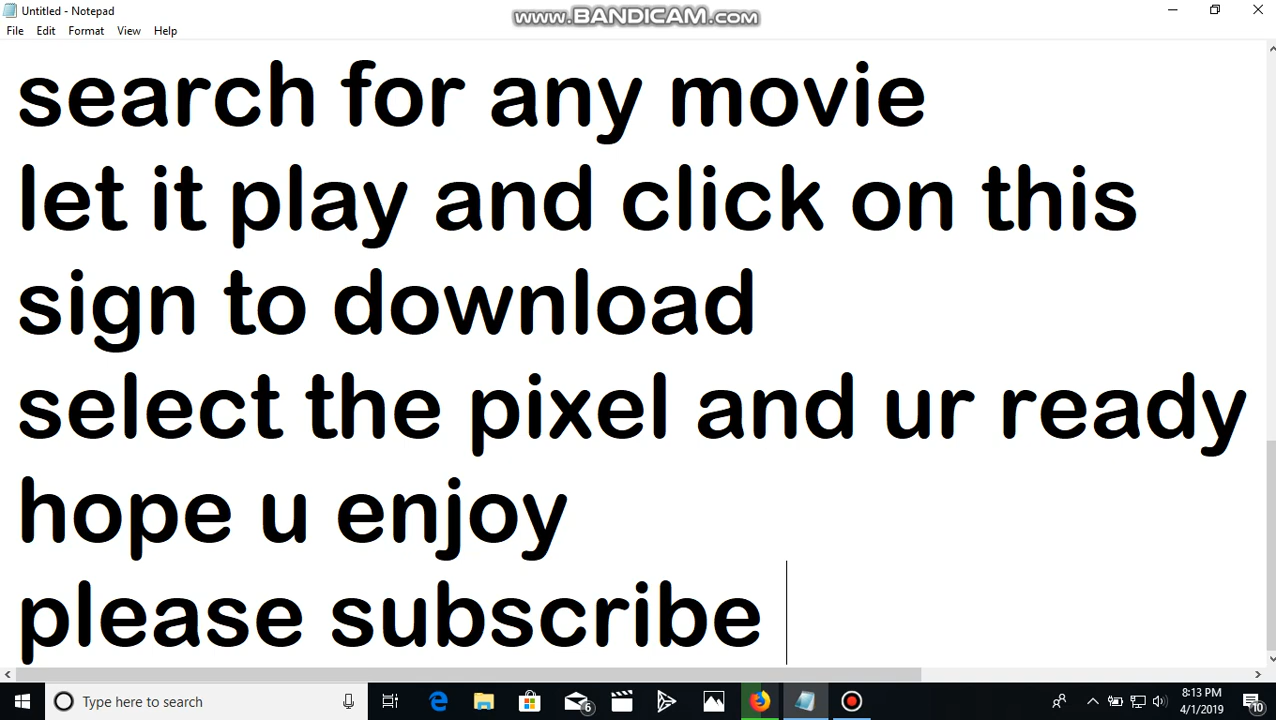 Untitled - Notepad
www.BANDICAM.com
File Edit Format View Help
search for any movie
let it play and click on this
sign to download
select the pixel and ur ready
hope u enjoy
please subscribe
Type here to search
6
8:13 PM
4/1/2019
10